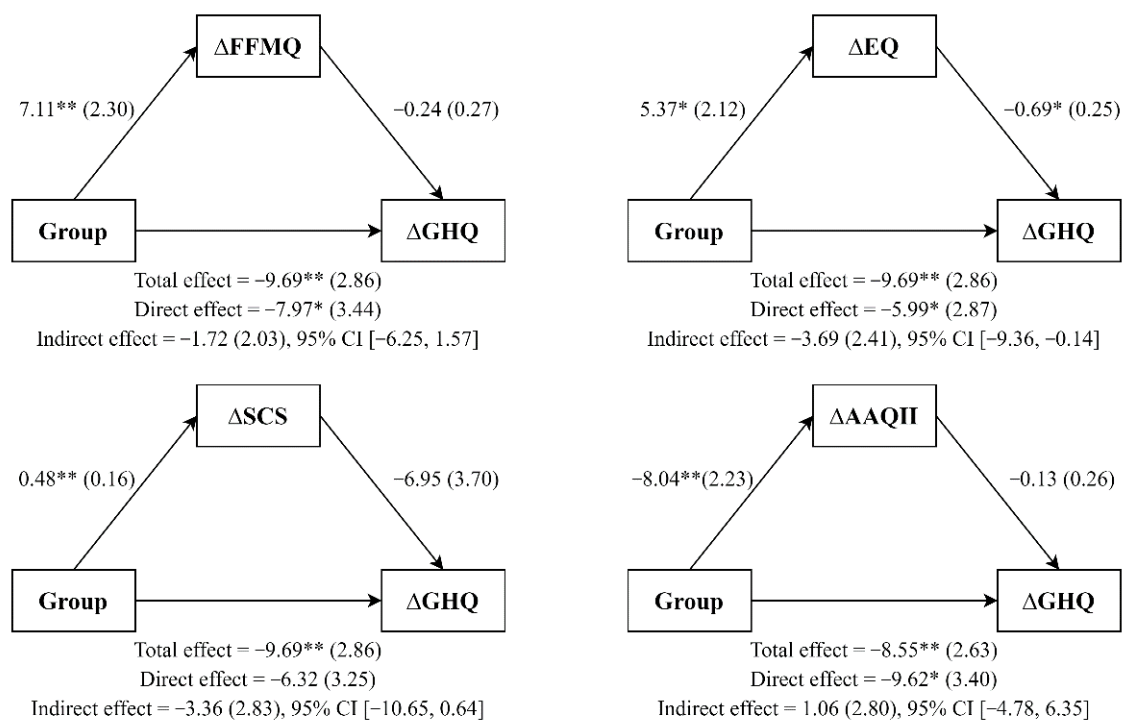 ΔFFMQ
7.11** (2.30)
−0.24 (0.27)
Group
ΔGHQ
Total effect = −9.69** (2.86)
Direct effect = −7.97* (3.44)
Indirect effect = −1.72 (2.03), 95% CI [−6.25, 1.57]
ΔEQ
5.37* (2.12)
−0.69* (0.25)
Group
ΔGHQ
Total effect = −9.69** (2.86)
Direct effect = −5.99* (2.87)
Indirect effect = −3.69 (2.41), 95% CI [−9.36, −0.14]
ΔSCS
0.48** (0.16)
−6.95 (3.70)
Group
ΔGHQ
Total effect = −9.69** (2.86)
Direct effect = −6.32 (3.25)
Indirect effect = −3.36 (2.83), 95% CI [−10.65, 0.64]
ΔAAQII
−8.04**(2.23)
−0.13 (0.26)
Group
ΔGHQ
Total effect = −8.55** (2.63)
Direct effect = −9.62* (3.40)
Indirect effect = 1.06 (2.80), 95% CI [−4.78, 6.35]